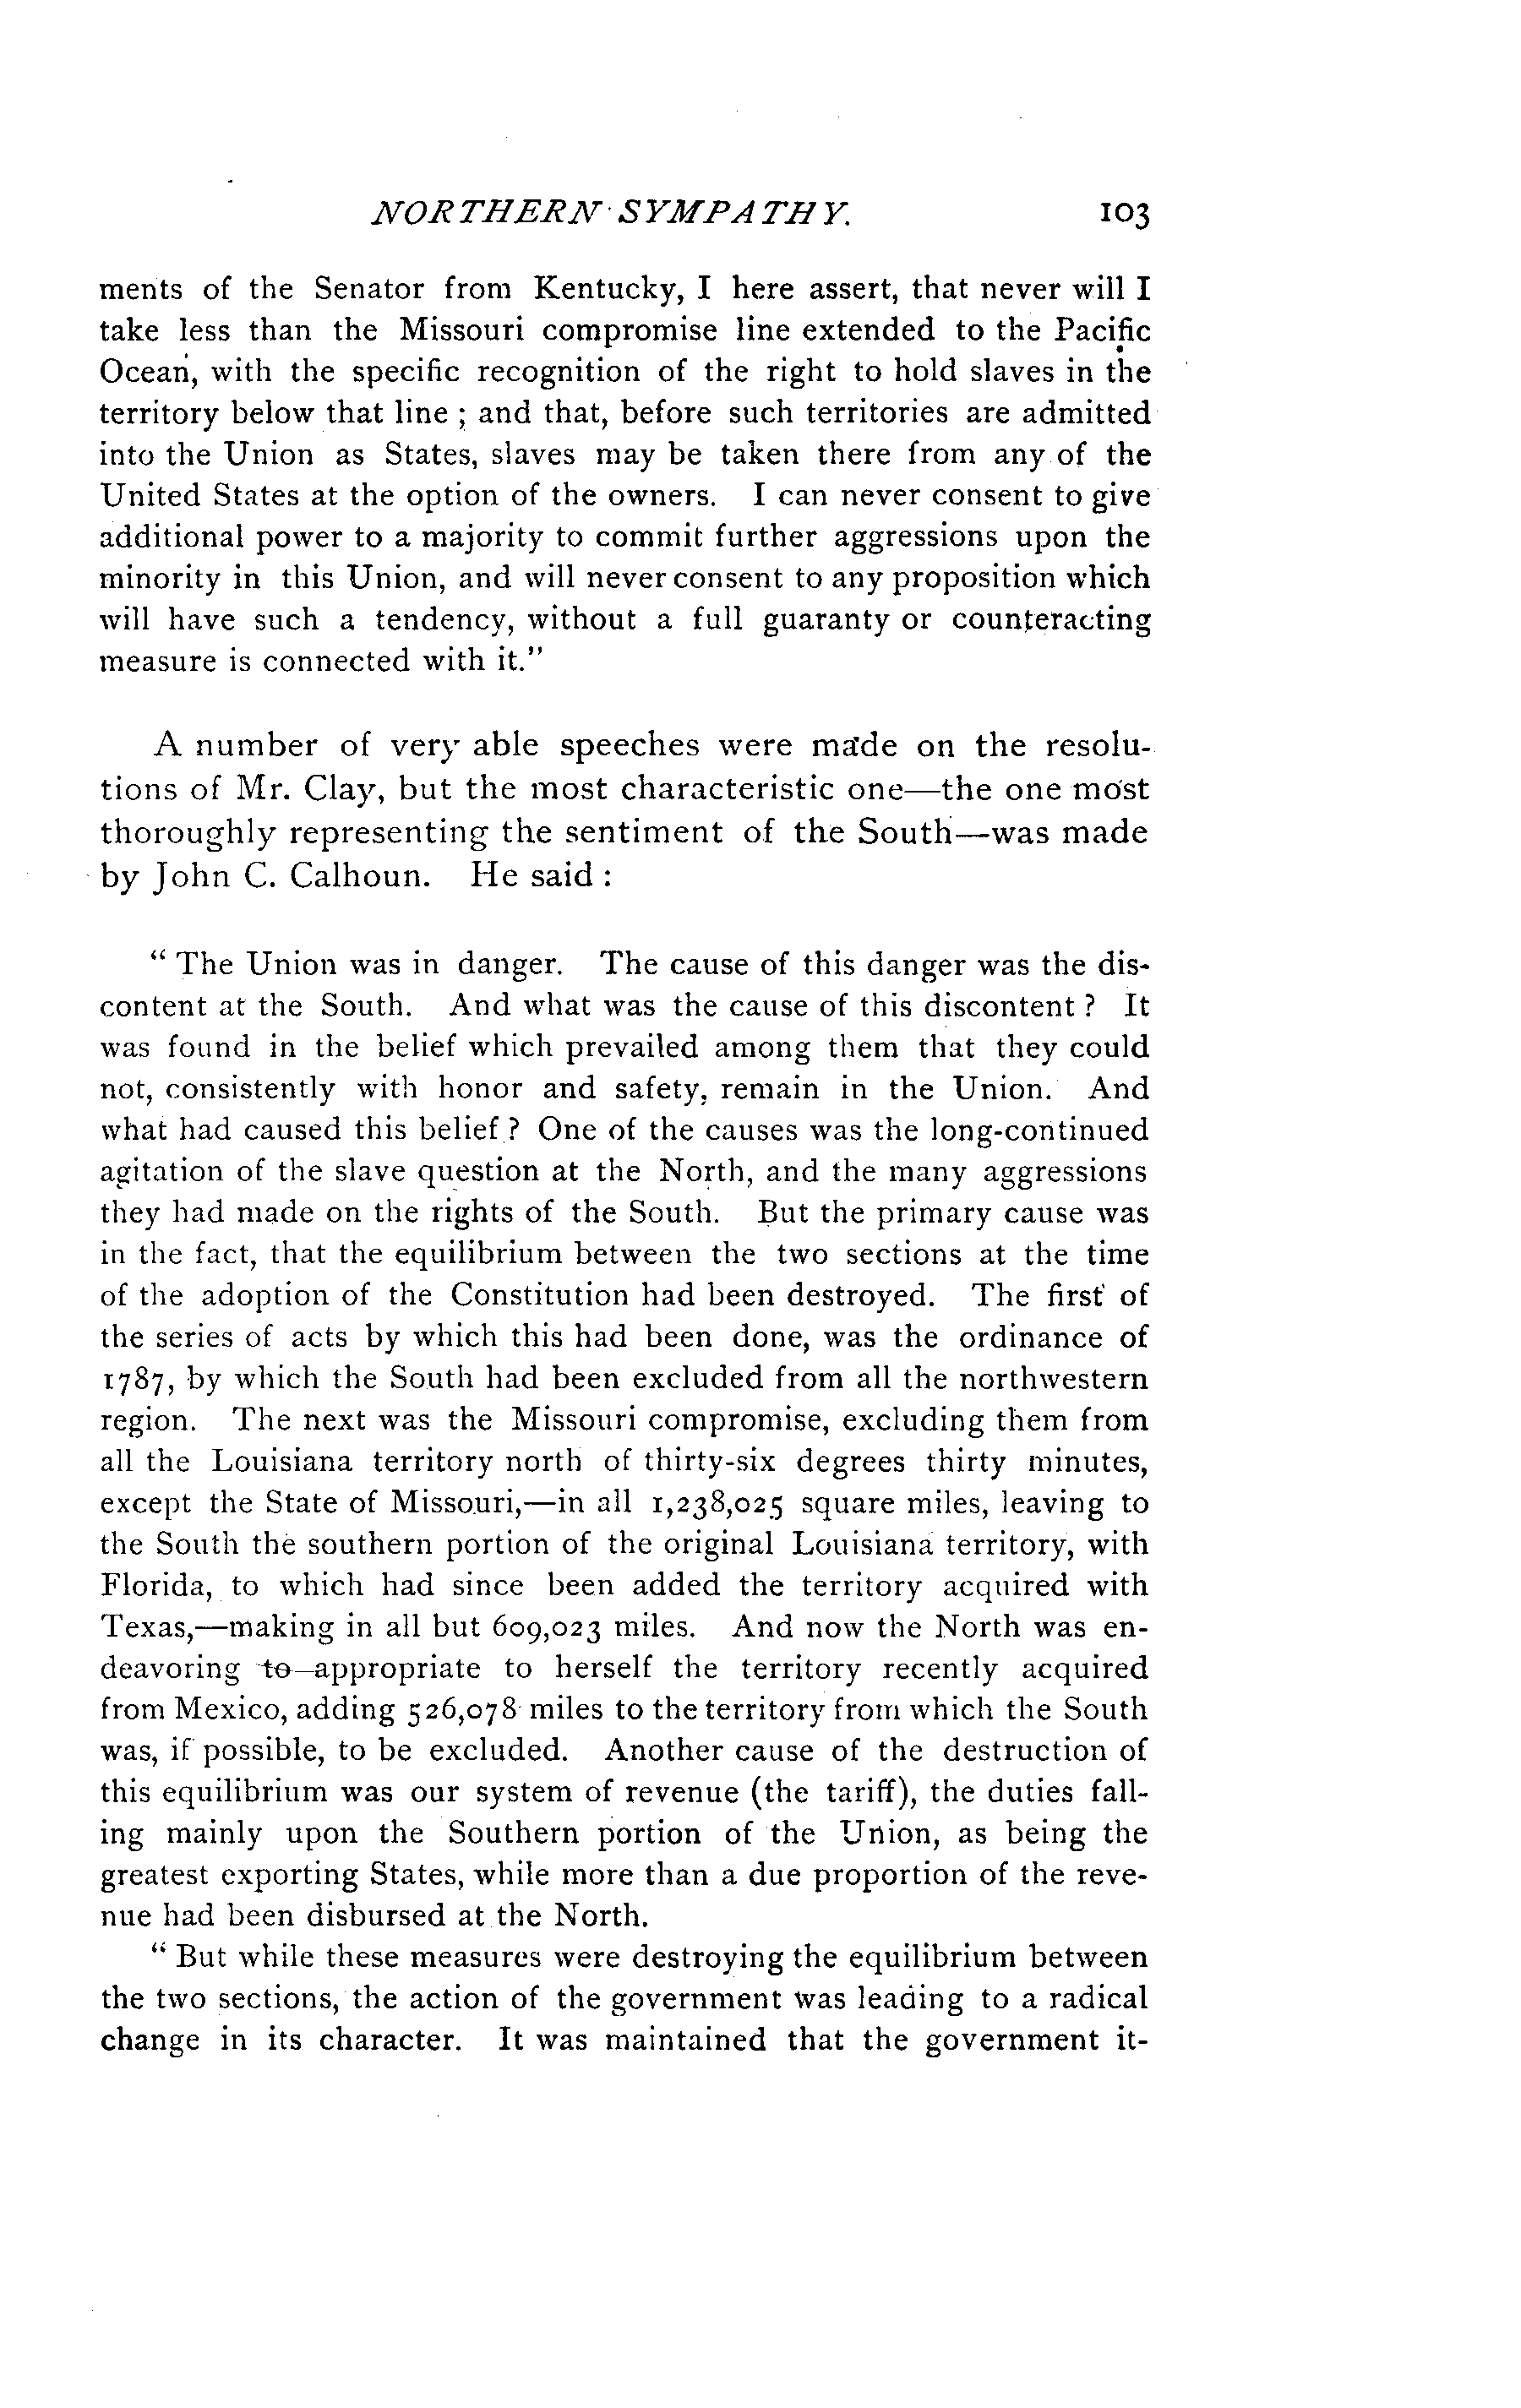 NORTHERN SYMPATHY. 103
ments of the Senator from Kentucky, I here assert, that never will I
take less than the Missouri compromise line extended to the Pacific
Ocean, with the specific recognition of the right to hold slaves in the
territory below that line ; and that, before such territories are admitted
into the Union as States, slaves may be taken there from any of the
United States at the option of the owners. I can never consent to give
additional power to a majority to commit further aggressions upon the
minority in this Union, and will never consent to any proposition which
will have such a tendency, without a full guaranty or counteracting
measure is connected with it."
A number of very able speeches were made on the resolu-
tions of Mr. Clay, but the most characteristic one—the one most
thoroughly representing the sentiment of the South—was made
by John C. Calhoun. He said :
" The Union was in danger. The cause of this danger was the dis-
content at the South. And what was the cause of this discontent ? It
was found in the belief which prevailed among them that they could
not, consistently with honor and safety, remain in the Union. And
what had caused this belief ? One of the causes was the long-continued
agitation of the slave question at the North, and the many aggressions
they had made on the rights of the South. But the primary cause was
in the fact, that the equilibrium between the two sections at the time
of the adoption of the Constitution had been destroyed. The first of
the series of acts by which this had been done, was the ordinance of
1787, by which the South had been excluded from all the northwestern
region. The next was the Missouri compromise, excluding them from
all the Louisiana territory north of thirty-six degrees thirty minutes,
except the State of Missouri,—in all 1,238,025 square miles, leaving to
the South the southern portion of the original Louisiana territory, with
Florida, to which had since been added the territory acquired with
Texas,—making in all but 609,023 miles. And now the North was en-
deavoring to appropriate to herself the territory recently acquired
from Mexico, adding 526,078 miles to the territory from which the South
was, if possible, to be excluded. Another cause of the destruction of
this equilibrium was our system of revenue (the tariff), the duties fall-
ing mainly upon the Southern portion of the Union, as being the
greatest exporting States, while more than a due proportion of the reve-
nue had been disbursed at the North.
" But while these measures were destroying the equilibrium between
the two sections, the action of the government was leading to a radical
change in its character. It was maintained that the government it-